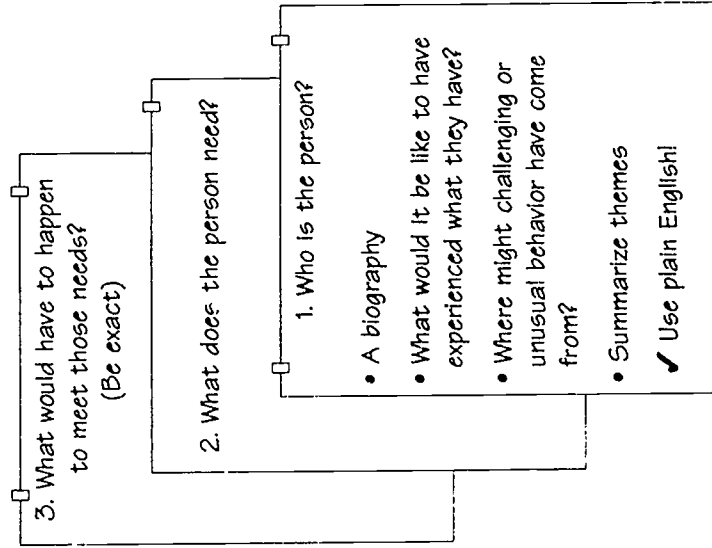 3. What would have to happen
to meet those needs?
(Be exact)
2. What does the person need?
1. Who is the person?
• A biography
• What would it be like to have
experienced what they have?
• Where might challenging or
unusual behavior have come
from?
• Summarize themes
✔ Use plain English!